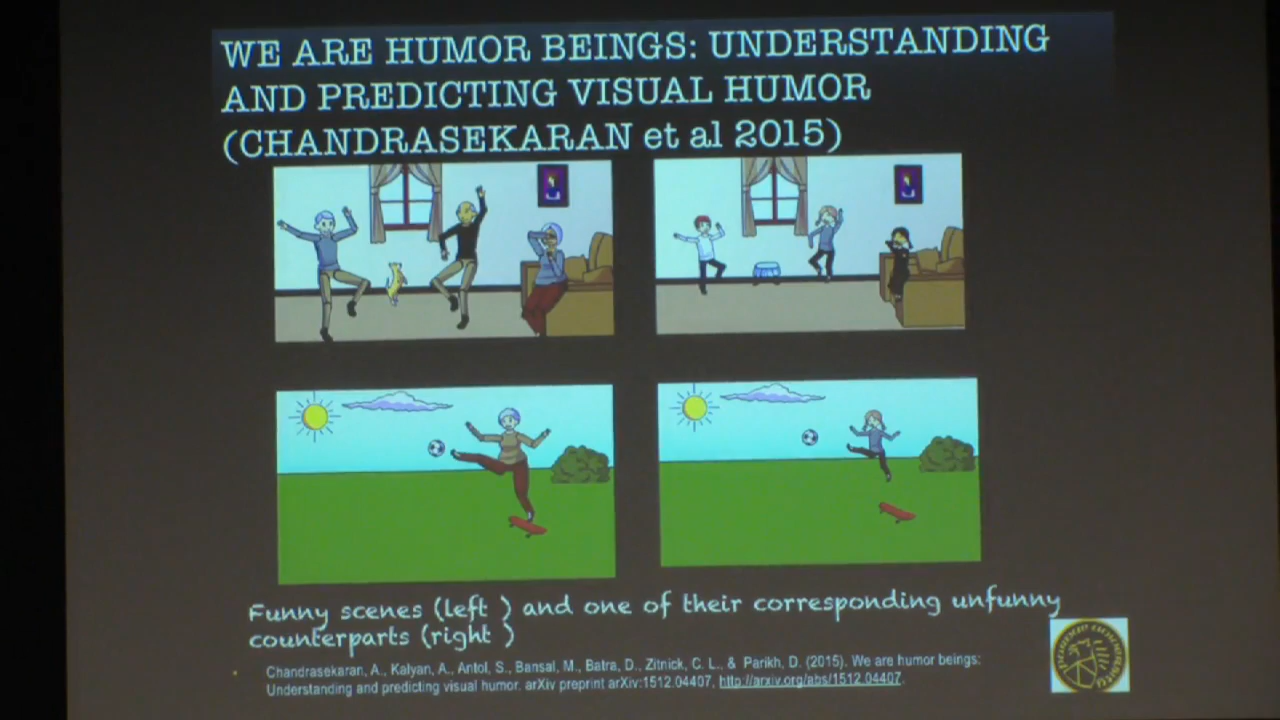 WE ARE HUMOR BEINGS: UNDERSTANDING
AND PREDICTING VISUAL HUMOR
(CHANDRASEKARAN et al 2015)
Funny scenes (left ) and one of their corresponding unfunny
counterparts (right )
Chandrasekaran, A., Kalyan, A., Antol, S., Bansal, M., Batra, D., Zitnick, C. L., & Parikh, D. (2015). We are humor beings:
Understanding and predicting visual humor. arXiv preprint arXiv:1512.04407, http://arxiv.org/abs/1512.04407.